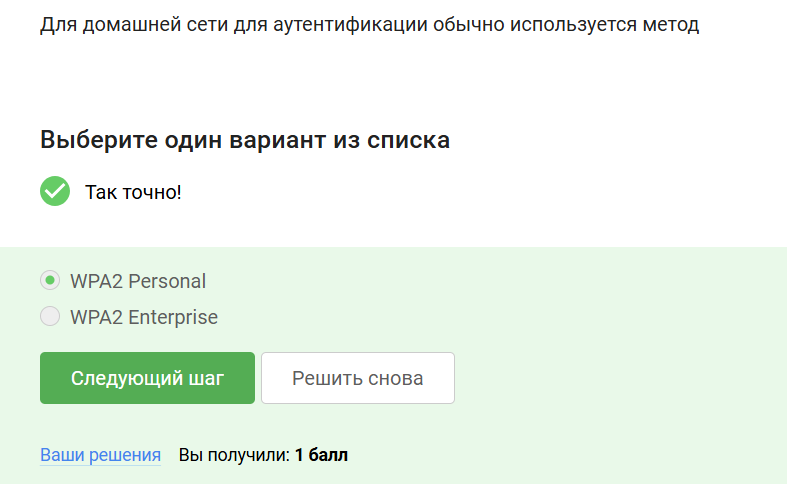 Для домашней сети для аутентификации обычно используется метод
Выберите один вариант из списка
Так точно!
WPA2 Personal
WPA2 Enterprise
Следующий шаг Решить снова
Ваши решения Вы получили: 1 балл